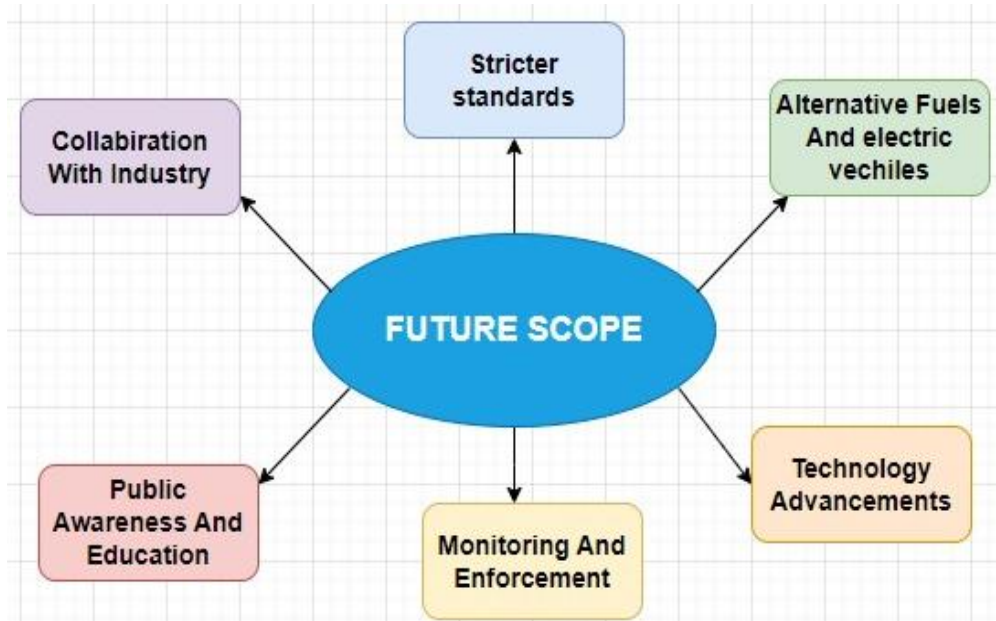 Stricter
standards
Collabiration
With Industry
Alternative Fuels
And electric
vechiles
FUTURE SCOPE
Public
Awareness And
Education
Monitoring And
Enforcement
Technology
Advancements